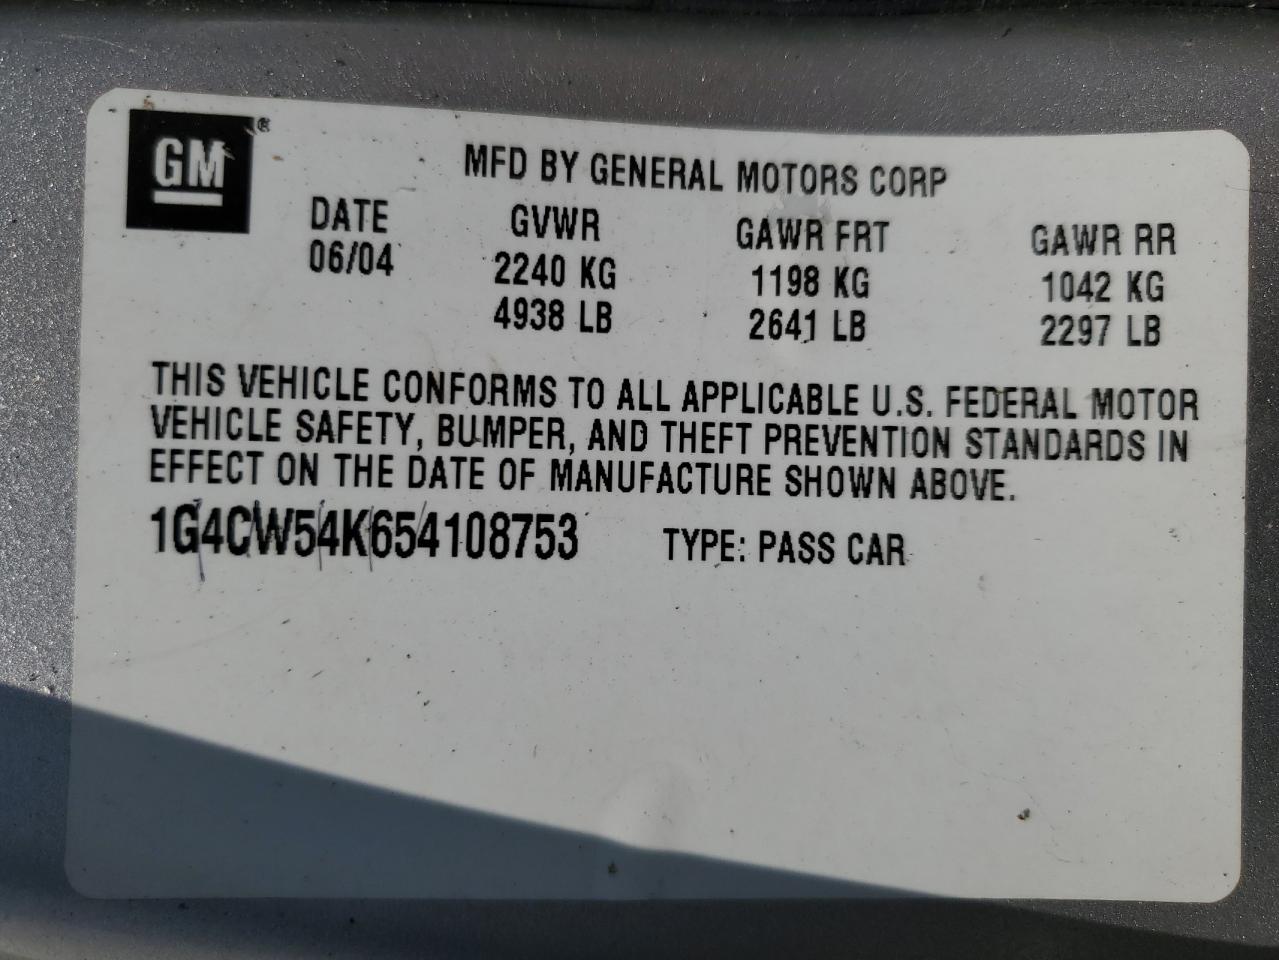 GM®
MFD BY GENERAL MOTORS CORP
DATE GVWR GAWR FRT GAWR RR
06/04 2240 KG 1198 KG 1042 KG
4938 LB 2641 LB 2297 LB
THIS VEHICLE CONFORMS TO ALL APPLICABLE U.S. FEDERAL MOTOR
VEHICLE SAFETY, BUMPER, AND THEFT PREVENTION STANDARDS IN
EFFECT ON THE DATE OF MANUFACTURE SHOWN ABOVE.
1G4CW54K654108753 TYPE: PASS CAR